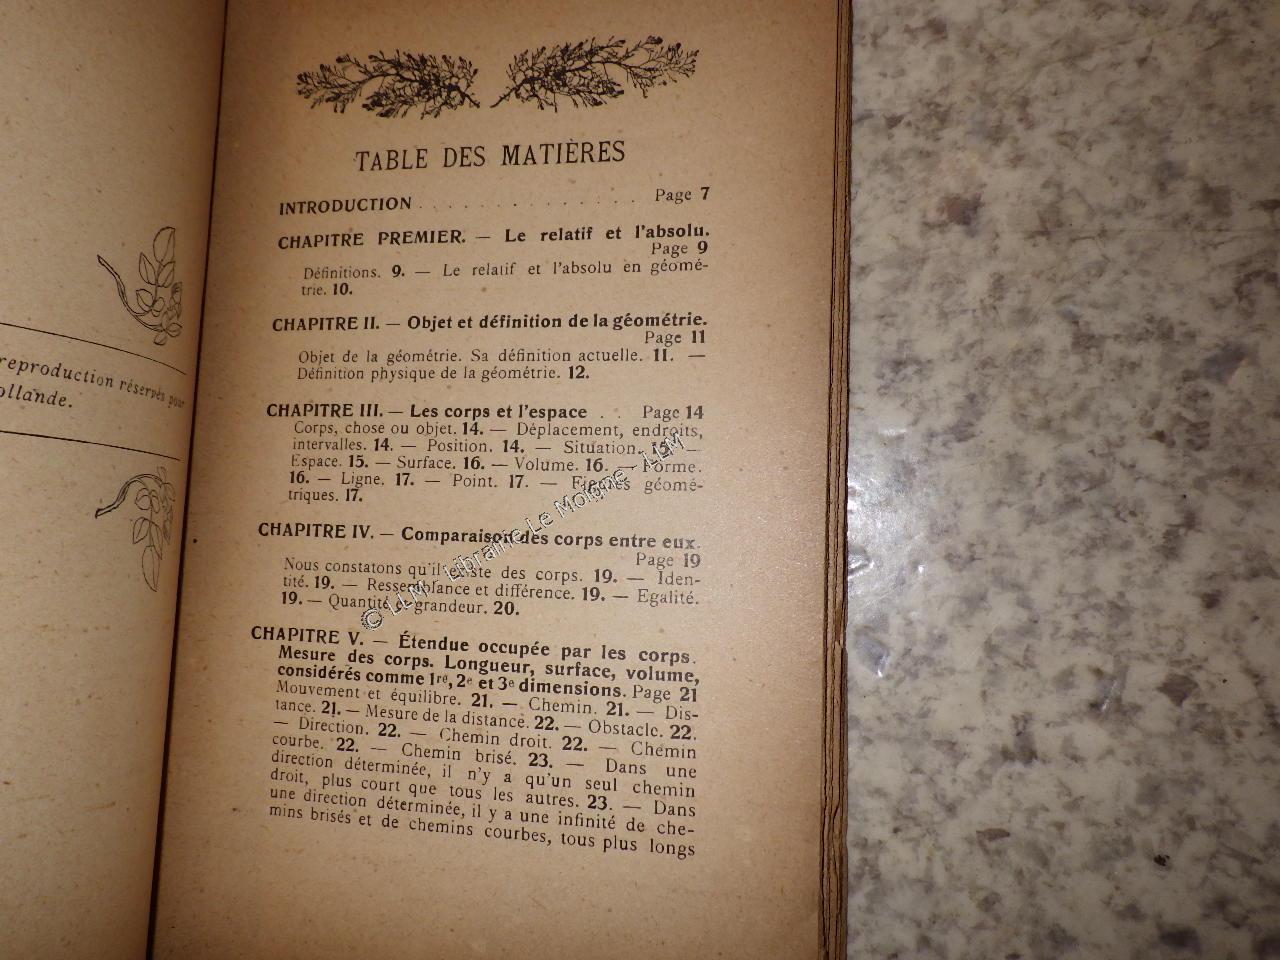 reproduction réservés pour
ollande.
TABLE DES MATIÈRES
INTRODUCTION . . . . . . . . . . . . . . Page 7
CHAPITRE PREMIER. — Le relatif et l'absolu.
Page 9
Définitions. 9. — Le relatif et l'absolu en géomé-
trie. 10.
CHAPITRE II. — Objet et définition de la géométrie.
Page 11
Objet de la géométrie. Sa définition actuelle. 11. —
Définition physique de la géométrie. 12.
CHAPITRE III. — Les corps et l'espace . . Page 14
Corps, chose ou objet. 14. — Déplacement, endroits,
intervalles. 14. — Position. 14. — Situation. 15. —
Espace. 15. — Surface. 16. — Volume. 16. — Forme.
16. — Ligne. 17. — Point. 17. — Figures géomé-
triques. 17.
CHAPITRE IV. — Comparaison des corps entre eux.
Page 19
Nous constatons qu'il existe des corps. 19. — Iden-
tité. 19. — Ressemblance et différence. 19. — Egalité.
19. — Quantité et grandeur. 20.
CHAPITRE V. — Étendue occupée par les corps.
Mesure des corps. Longueur, surface, volume,
considérés comme 1re, 2e et 3e dimensions. Page 21
Mouvement et équilibre. 21. — Chemin. 21. — Dis-
tance. 21. — Mesure de la distance. 22. — Obstacle. 22.
— Direction. 22. — Chemin droit. 22. — Chemin
courbe. 22. — Chemin brisé. 23. — Dans une
direction déterminée, il n'y a qu'un seul chemin
droit, plus court que tous les autres. 23. — Dans
une direction déterminée, il y a une infinité de che-
mins brisés et de chemins courbes, tous plus longs
© LLM - Librairie Le Moigne - LLM